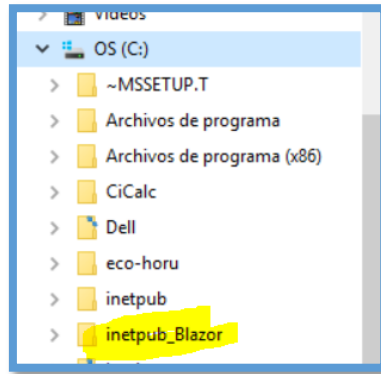 Videos
OS (C:)
~MSSETUP.T
Archivos de programa
Archivos de programa (x86)
CiCalc
Dell
eco-horu
inetpub
inetpub_Blazor